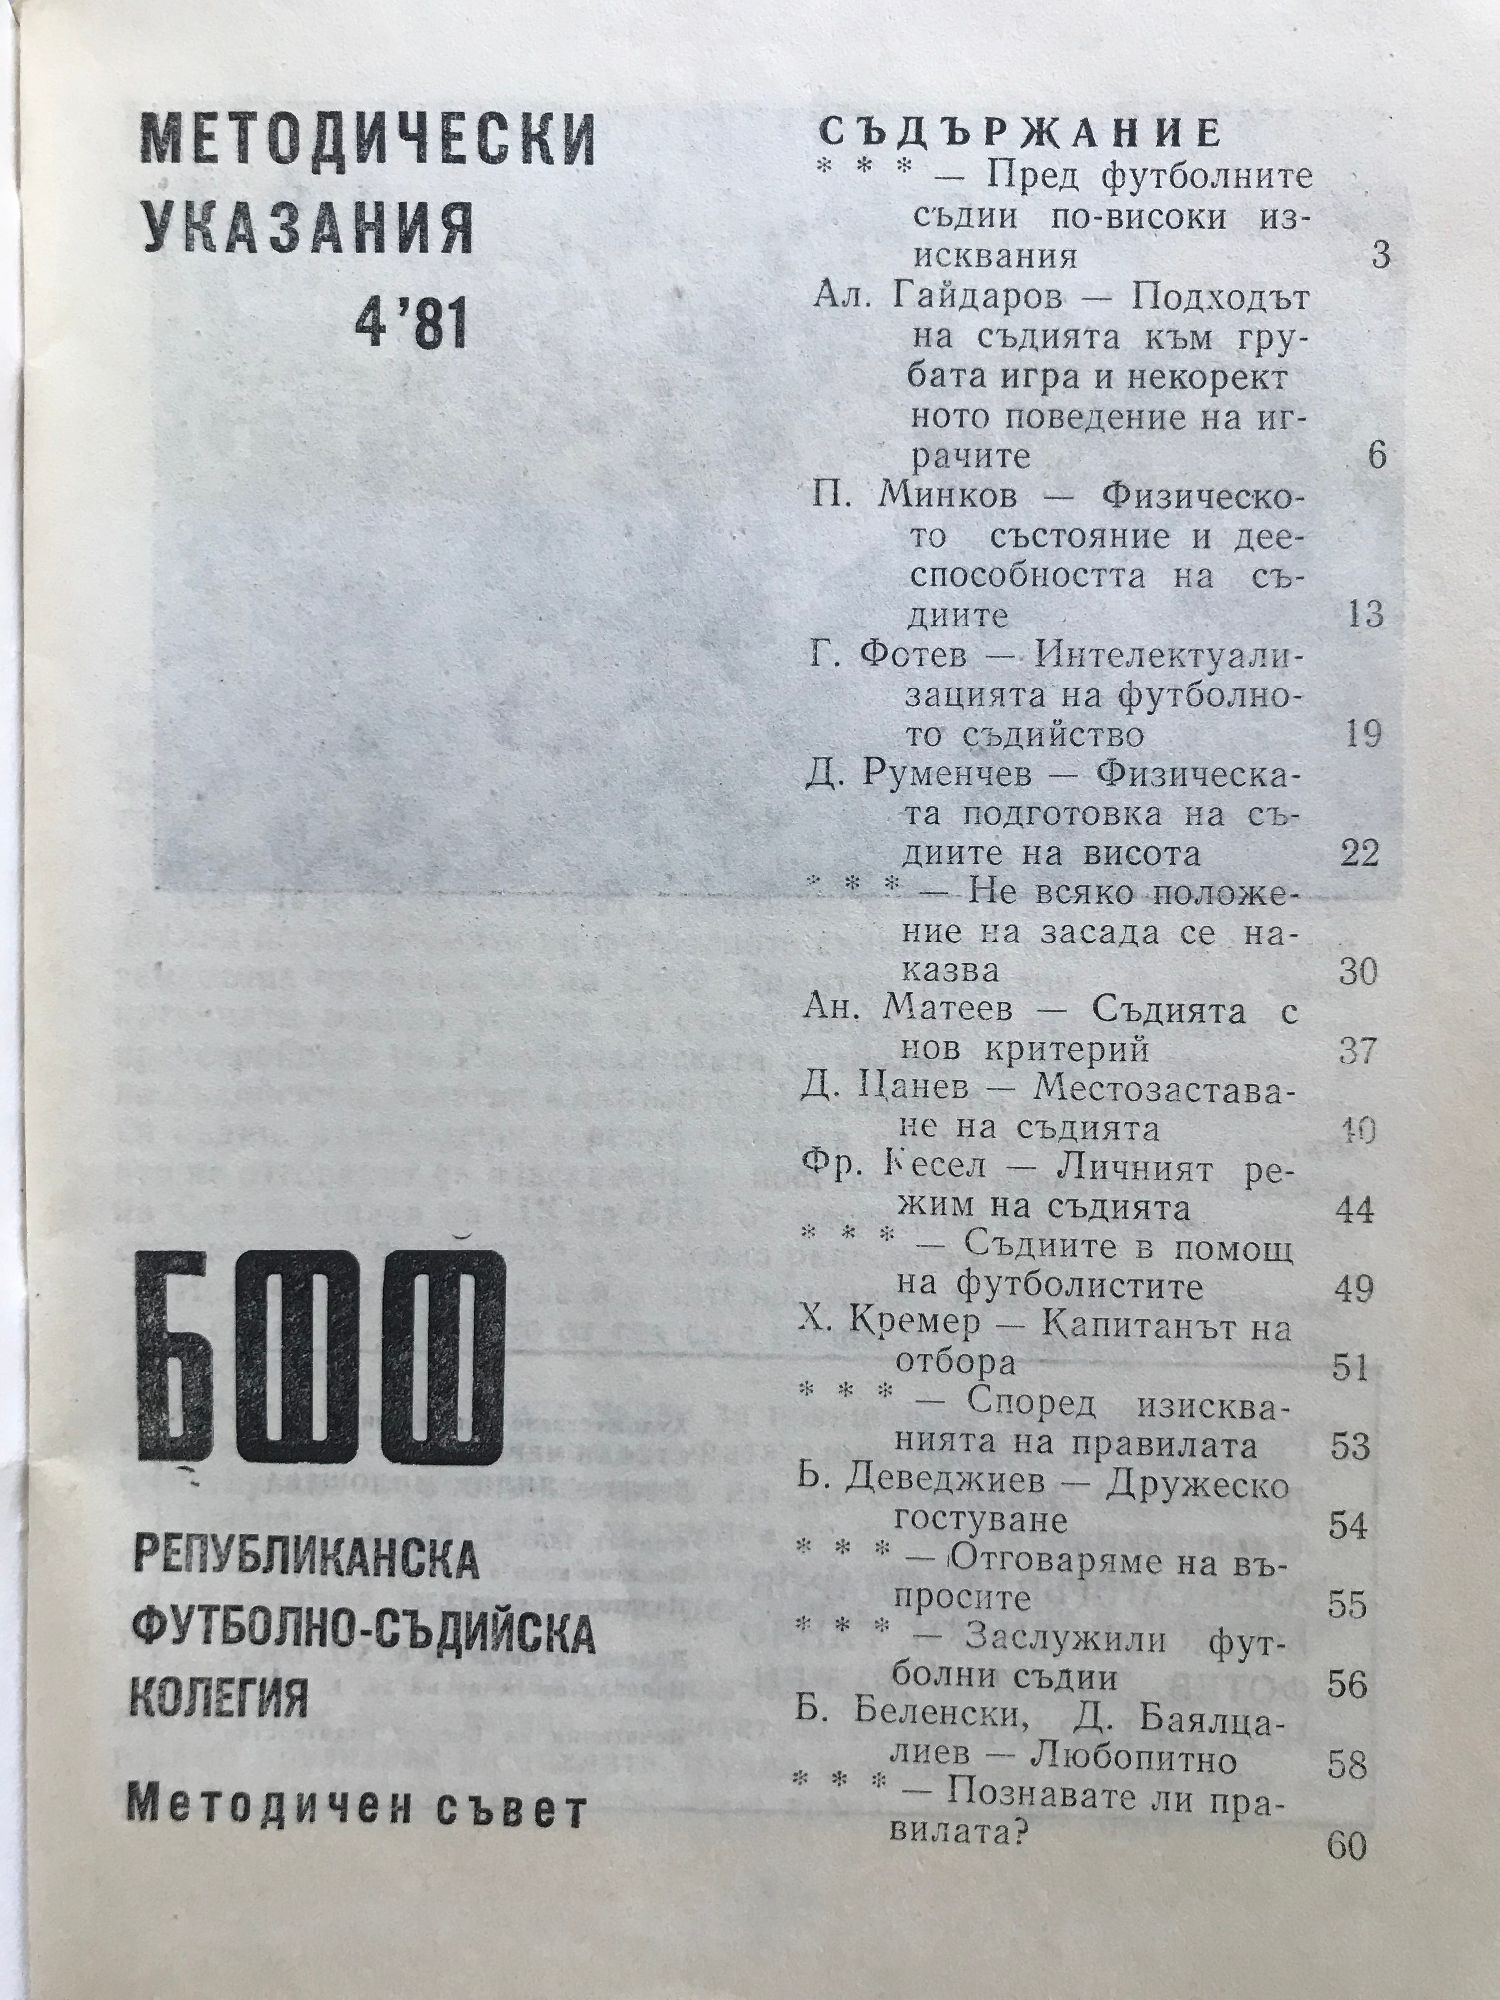 МЕТОДИЧЕСКИ
УКАЗАНИЯ
4'81
БФФ
РЕПУБЛИКАНСКА
ФУТБОЛНО-СЪДИЙСКА
КОЛЕГИЯ
Методичен съвет
СЪДЪРЖАНИЕ
* * * — Пред футболните
съдии по-високи из-
исквания 3
Ал. Гайдаров — Подходът
на съдията към гру-
бата игра и некорект
ното поведение на иг-
рачите 6
П. Минков — Физическо-
то състояние и дее-
способността на съ-
диите 13
Г. Фотев — Интелектуали-
зацията на футболно-
то съдийство 19
Д. Руменчев — Физическа-
та подготовка на съ-
диите на висота 22
* * * — Не всяко положе-
ние на засада се на-
казва 30
Ан. Матеев — Съдията с
нов критерий 37
Д. Цанев — Местозастава-
не на съдията 40
Фр. Кесел — Личният ре-
жим на съдията 44
* * * — Съдиите в помощ
на футболистите 49
Х. Кремер — Капитанът на
отбора 51
* * * — Според изисква-
нията на правилата 53
Б. Деведжиев — Дружеско
гостуване 54
* * * — Отговаряме на въ-
просите 55
* * * — Заслужили фут-
болни съдии 56
Б. Беленски, Д. Баялца-
лиев — Любопитно 58
* * * — Познавате ли пра-
вилата? 60